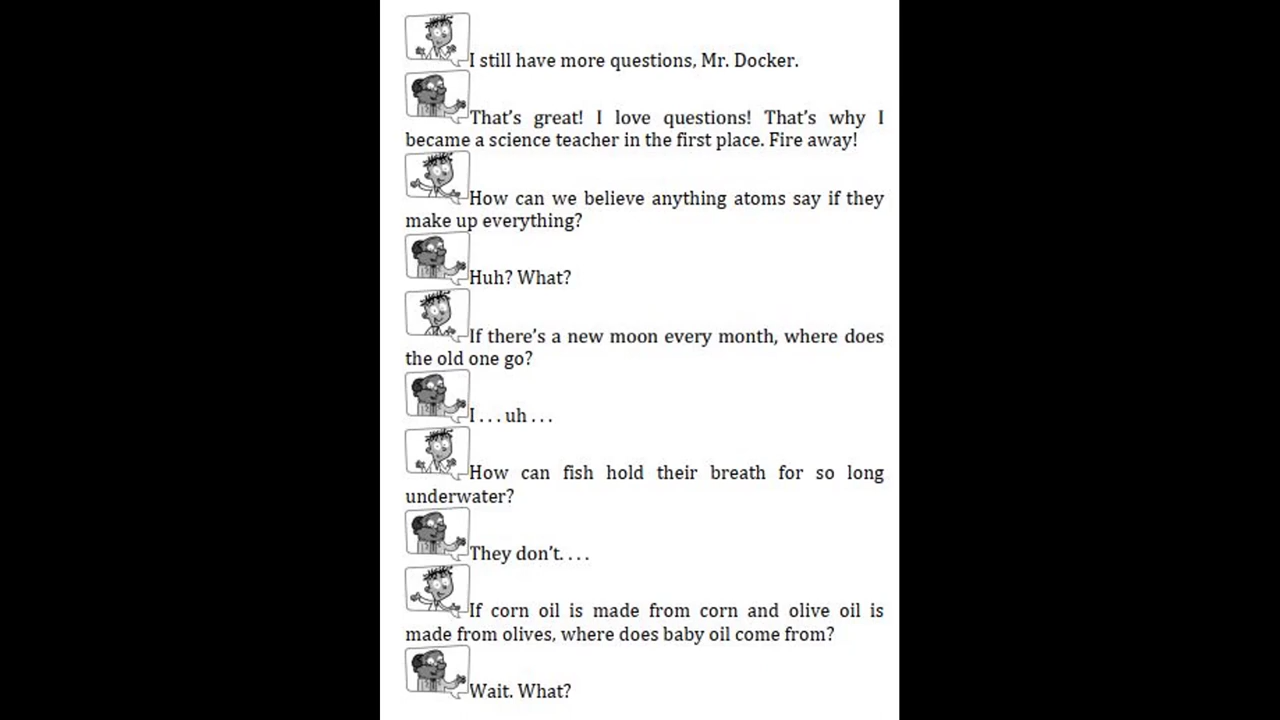 I still have more questions, Mr. Docker.
That's great! I love questions! That's why I
became a science teacher in the first place. Fire away!
How can we believe anything atoms say if they
make up everything?
Huh? What?
If there's a new moon every month, where does
the old one go?
I . . . uh . . .
How can fish hold their breath for so long
underwater?
They don't. . . .
If corn oil is made from corn and olive oil is
made from olives, where does baby oil come from?
Wait. What?